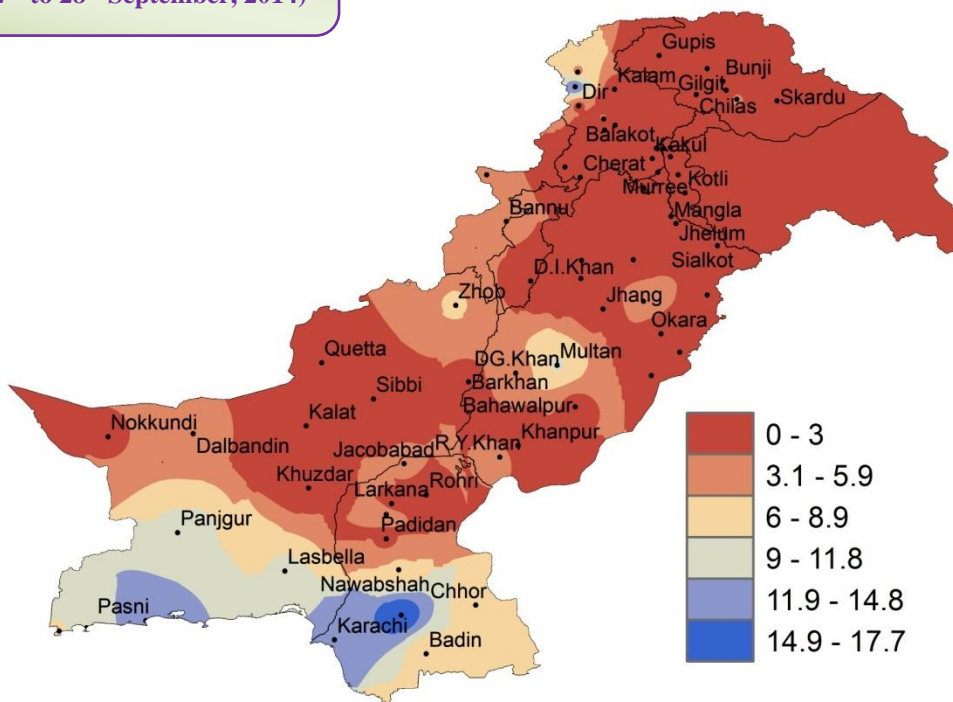 to 28
September, 2014)
Gupis
Bunji
Kalam
Gilgit
Dir
Chilas
Skardu
Balakot
Kakul
Cherat
Kotli
Murree
Bannu
Mangla
Jhelum
Sialkot
D.I.Khan
Zhob
Jhang
Okara
Quetta
DG.Khan
Multan
Sibbi
Barkhan
Bahawalpur
Kalat
Nokkundi
Dalbandin
Jacobabad
R.Y.Khan
Khanpur
Khuzdar
Larkana
Rohri
Padidan
Panjgur
Lasbella
Nawabshah
Chhor
Pasni
Karachi
Badin
0 - 3
3.1 - 5.9
6 - 8.9
9 - 11.8
11.9 - 14.8
14.9 - 17.7